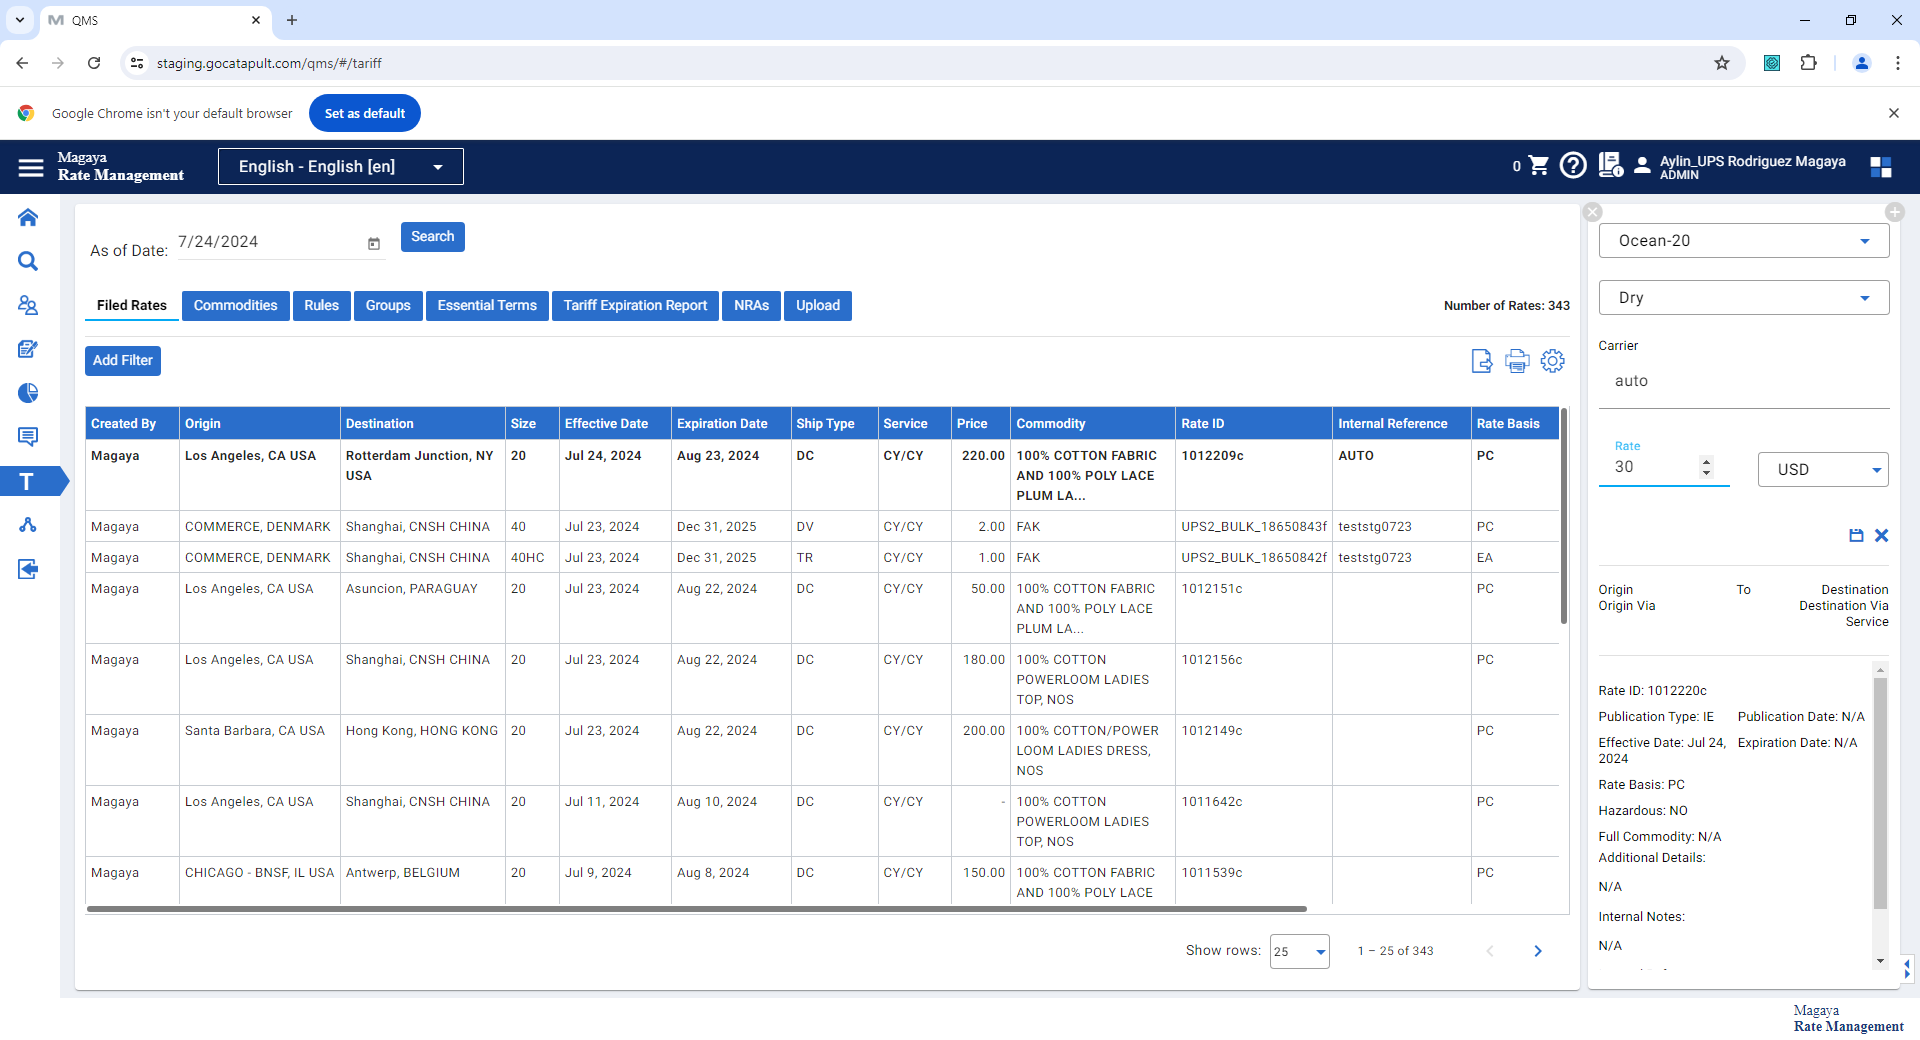 QMS
staging.gocatapult.com/qms/#/tariff
Google Chrome isn't your default browser
Set as default
Magaya
Rate Management
English - English [en]
0
Aylin_UPS Rodriguez Magaya
ADMIN
As of Date:
7/24/2024
Search
Filed Rates
Commodities
Rules
Groups
Essential Terms
Tariff Expiration Report
NRAs
Upload
Number of Rates: 343
Add Filter
Created By Origin Destination Size Effective Date Expiration Date Ship Type Service Price Commodity Rate ID Internal Reference Rate Basis
Magaya Los Angeles, CA USA Rotterdam Junction, NY 20 Jul 24, 2024 Aug 23, 2024 DC CY/CY 220.00 100% COTTON FABRIC 1012209c AUTO PC
USA AND 100% POLY LACE
PLUM LA...
Magaya COMMERCE, DENMARK Shanghai, CNSH CHINA 40 Jul 23, 2024 Dec 31, 2025 DV CY/CY 2.00 FAK UPS2_BULK_18650843f teststg0723 PC
Magaya COMMERCE, DENMARK Shanghai, CNSH CHINA 40HC Jul 23, 2024 Dec 31, 2025 TR CY/CY 1.00 FAK UPS2_BULK_18650842f teststg0723 EA
Magaya Los Angeles, CA USA Asuncion, PARAGUAY 20 Jul 23, 2024 Aug 22, 2024 DC CY/CY 50.00 100% COTTON FABRIC 1012151c PC
AND 100% POLY LACE
PLUM LA...
Magaya Los Angeles, CA USA Shanghai, CNSH CHINA 20 Jul 23, 2024 Aug 22, 2024 DC CY/CY 180.00 100% COTTON 1012156c PC
POWERLOOM LADIES
TOP, NOS
Magaya Santa Barbara, CA USA Hong Kong, HONG KONG 20 Jul 23, 2024 Aug 22, 2024 DC CY/CY 200.00 100% COTTON/POWER 1012149c PC
LOOM LADIES DRESS,
NOS
Magaya Los Angeles, CA USA Shanghai, CNSH CHINA 20 Jul 11, 2024 Aug 10, 2024 DC CY/CY - 100% COTTON 1011642c PC
POWERLOOM LADIES
TOP, NOS
Magaya CHICAGO - BNSF, IL USA Antwerp, BELGIUM 20 Jul 9, 2024 Aug 8, 2024 DC CY/CY 150.00 100% COTTON FABRIC 1011539c PC
AND 100% POLY LACE
Show rows: 25 1 – 25 of 343
T
Ocean-20
Dry
Carrier
auto
Rate
30
USD
Origin To Destination
Origin Via Destination Via
Service
Rate ID: 1012220c
Publication Type: IE Publication Date: N/A
Effective Date: Jul 24, Expiration Date: N/A
2024
Rate Basis: PC
Hazardous: NO
Full Commodity: N/A
Additional Details:
N/A
Internal Notes:
N/A
Magaya
Rate Management